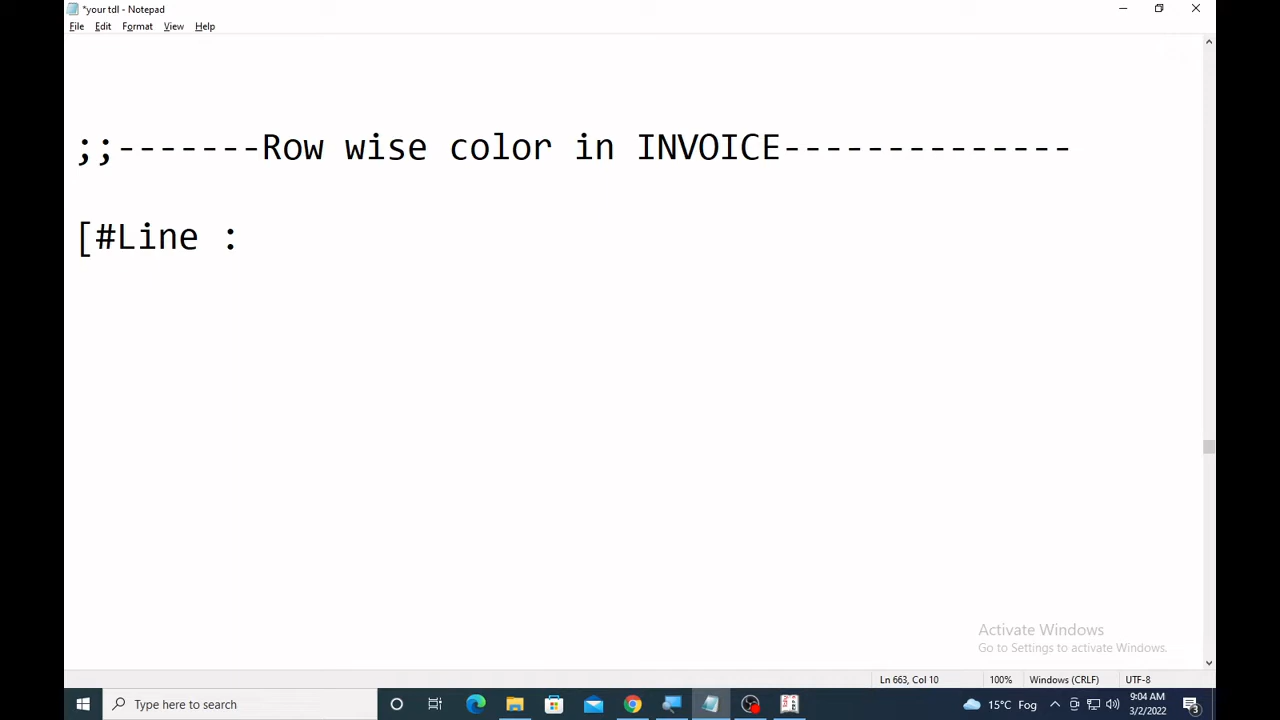 *your tdl - Notepad
File Edit Format View Help
;;-------Row wise color in INVOICE--------------
[#Line :
Activate Windows
Go to Settings to activate Windows.
Ln 663, Col 10 100% Windows (CRLF) UTF-8
Type here to search 15°C Fog 9:04 AM
3/2/2022 3